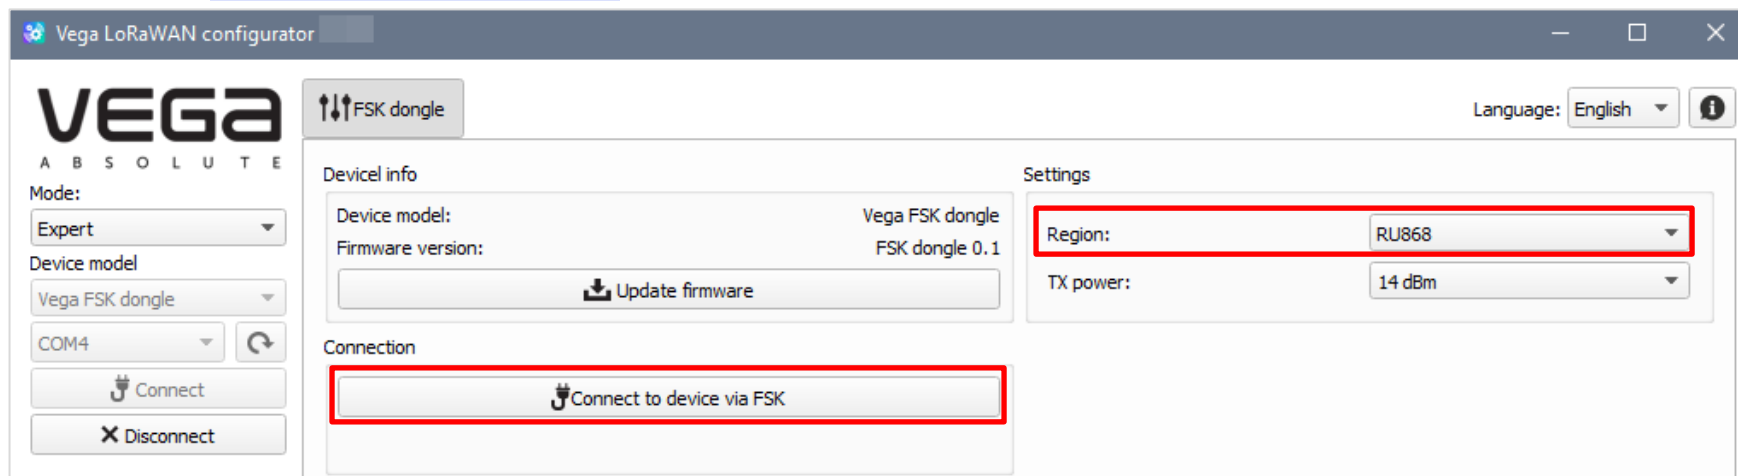 Vega LoRaWAN configurator
VEGA
ABSOLUTE
Mode:
Expert
Device model
Vega FSK dongle
COM4
Connect
Disconnect
FSK dongle
Language: English
Devicel info
Device model: Vega FSK dongle
Firmware version: FSK dongle 0.1
Update firmware
Connection
Connect to device via FSK
Settings
Region: RU868
TX power: 14 dBm